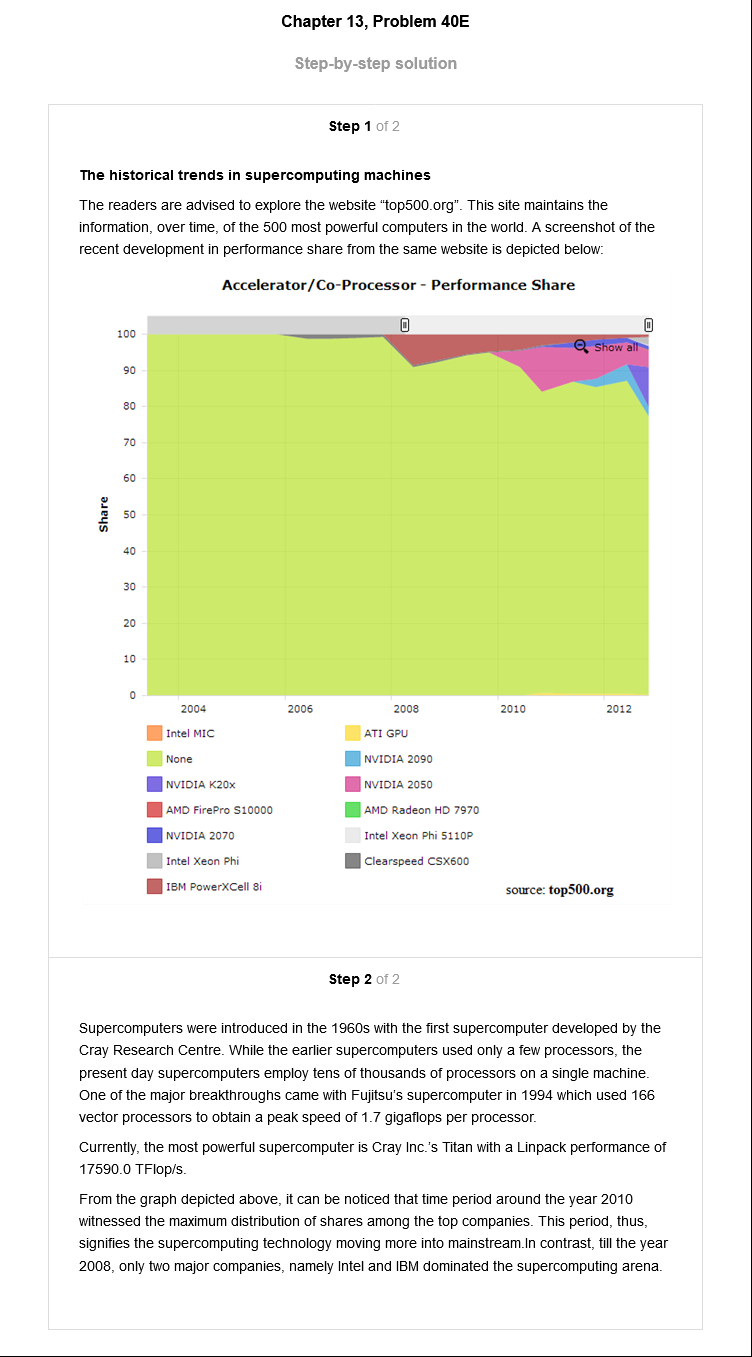 Chapter 13, Problem 40E
Step-by-step solution
Step 1 of 2
The historical trends in supercomputing machines
The readers are advised to explore the website “top500.org”. This site maintains the
information, over time, of the 500 most powerful computers in the world. A screenshot of the
recent development in performance share from the same website is depicted below:
Accelerator/Co-Processor - Performance Share
Show all
100
90
80
70
60
50
40
30
20
10
0
Share
2004 2006 2008 2010 2012
Intel MIC ATI GPU
None NVIDIA 2090
NVIDIA K20x NVIDIA 2050
AMD FirePro S10000 AMD Radeon HD 7970
NVIDIA 2070 Intel Xeon Phi 5110P
Intel Xeon Phi Clearspeed CSX600
IBM PowerXCell 8i source: top500.org
Step 2 of 2
Supercomputers were introduced in the 1960s with the first supercomputer developed by the
Cray Research Centre. While the earlier supercomputers used only a few processors, the
present day supercomputers employ tens of thousands of processors on a single machine.
One of the major breakthroughs came with Fujitsu’s supercomputer in 1994 which used 166
vector processors to obtain a peak speed of 1.7 gigaflops per processor.
Currently, the most powerful supercomputer is Cray Inc.’s Titan with a Linpack performance of
17590.0 TFlop/s.
From the graph depicted above, it can be noticed that time period around the year 2010
witnessed the maximum distribution of shares among the top companies. This period, thus,
signifies the supercomputing technology moving more into mainstream.In contrast, till the year
2008, only two major companies, namely Intel and IBM dominated the supercomputing arena.